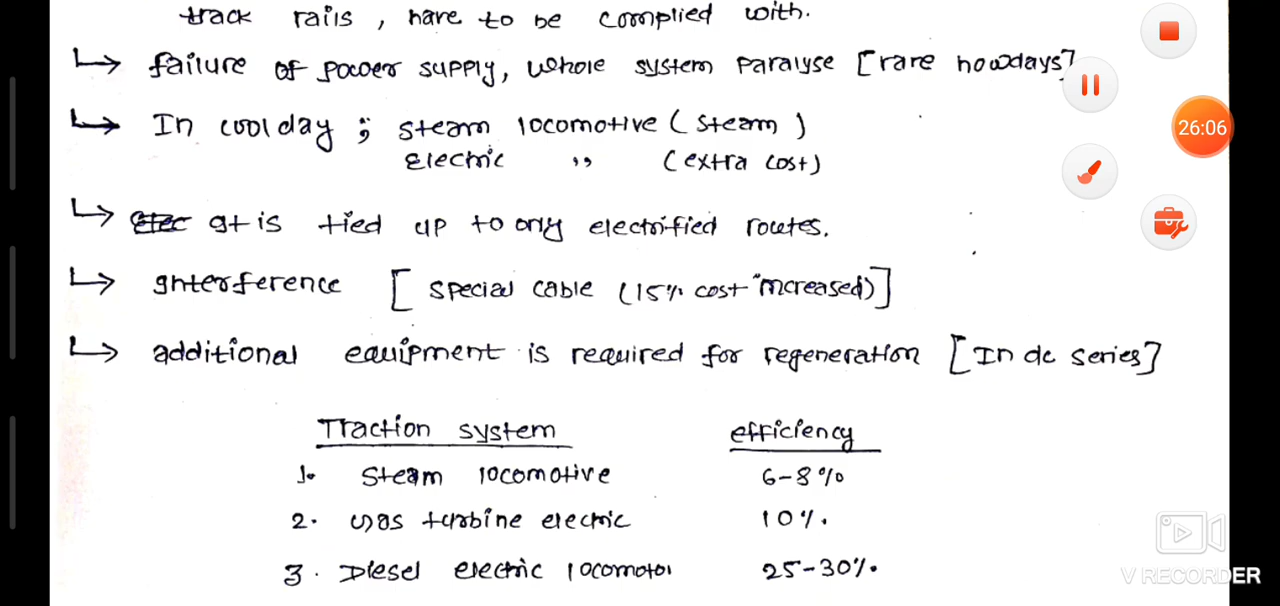 track rails, have to be complied with.
↳ failure of power supply, whole system paralyse [rare nowdays]
↳ In cool day ; steam locomotive (steam)
Electric ,, (extra cost)
↳ It is tied up to only electrified routes.
↳ Interference [special cable (15% cost increased)]
↳ additional equipment is required for regeneration [In dc series]
Traction system efficiency
1. Steam locomotive 6-8%
2. Gas turbine electric 10%.
3. Diesel electric locomotor 25-30%.
26:06
V RECORDER